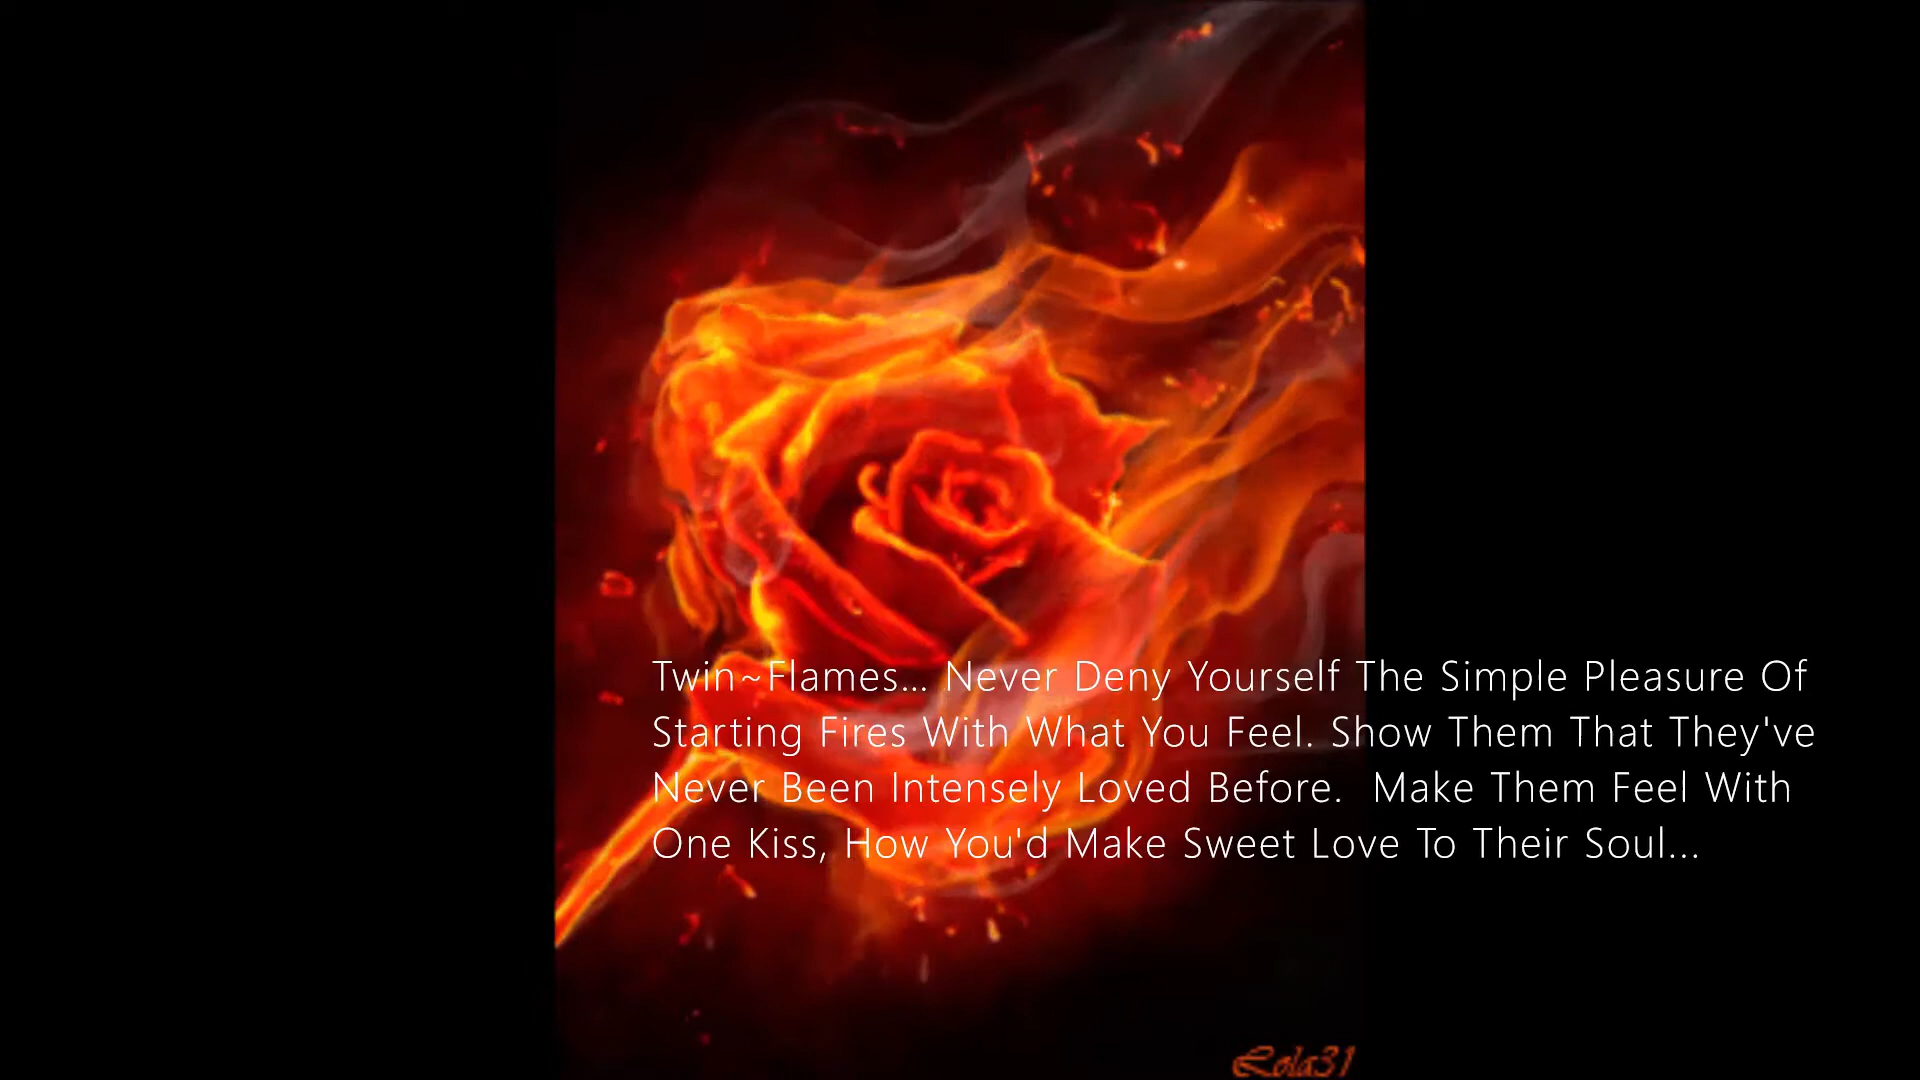 Twin~Flames... Never Deny Yourself The Simple Pleasure Of
Starting Fires With What You Feel. Show Them That They've
Never Been Intensely Loved Before.  Make Them Feel With
One Kiss, How You'd Make Sweet Love To Their Soul...
Lola31